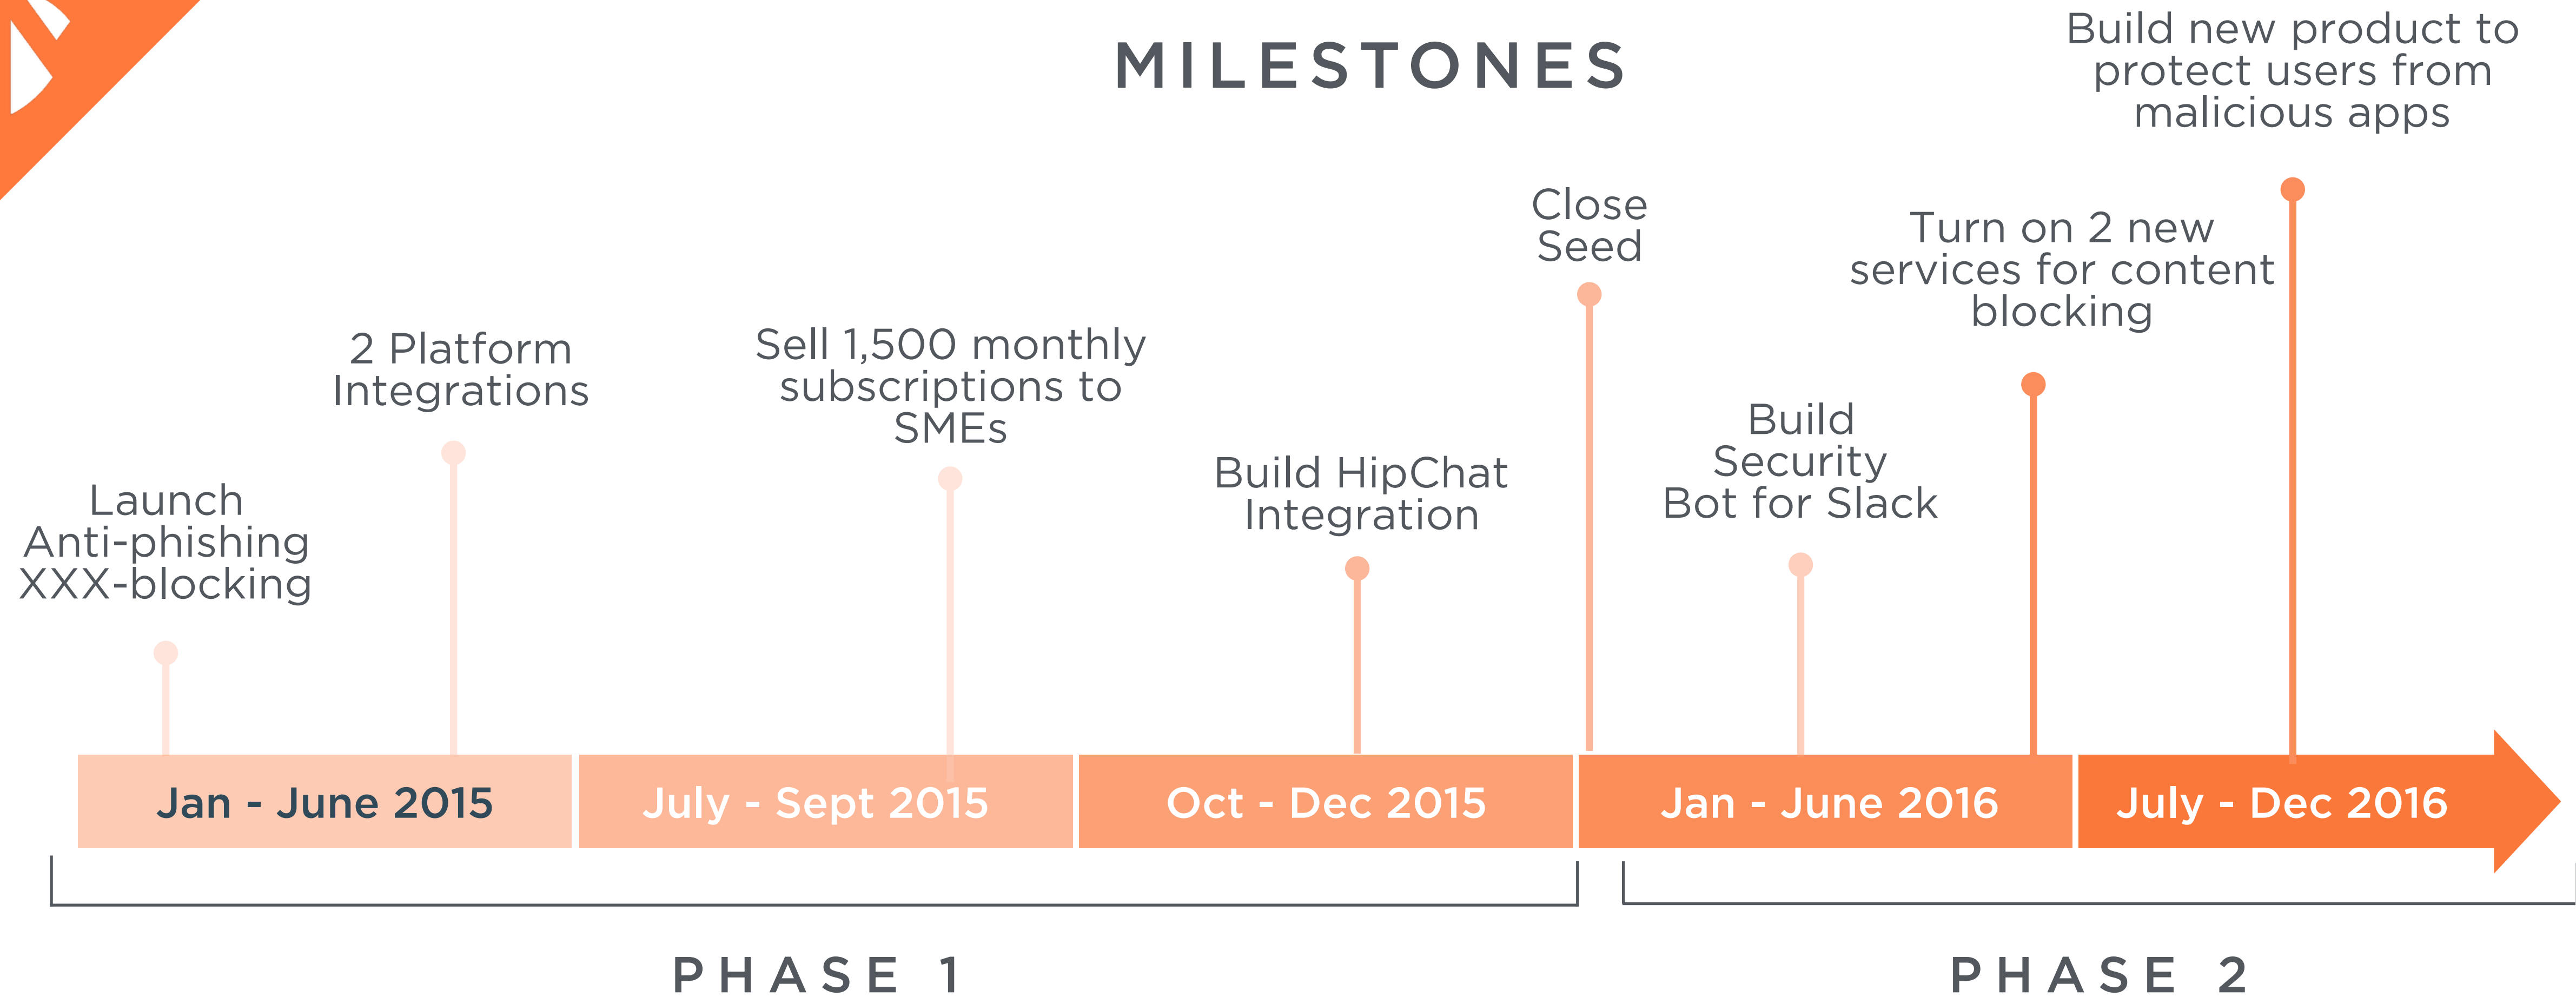 MILESTONES
Launch
Anti-phishing
XXX-blocking
2 Platform
Integrations
Sell 1,500 monthly
subscriptions to
SMEs
Build HipChat
Integration
Close
Seed
Build
Security
Bot for Slack
Turn on 2 new
services for content
blocking
Build new product to
protect users from
malicious apps
Jan - June 2015
July - Sept 2015
Oct - Dec 2015
Jan - June 2016
July - Dec 2016
PHASE 1
PHASE 2